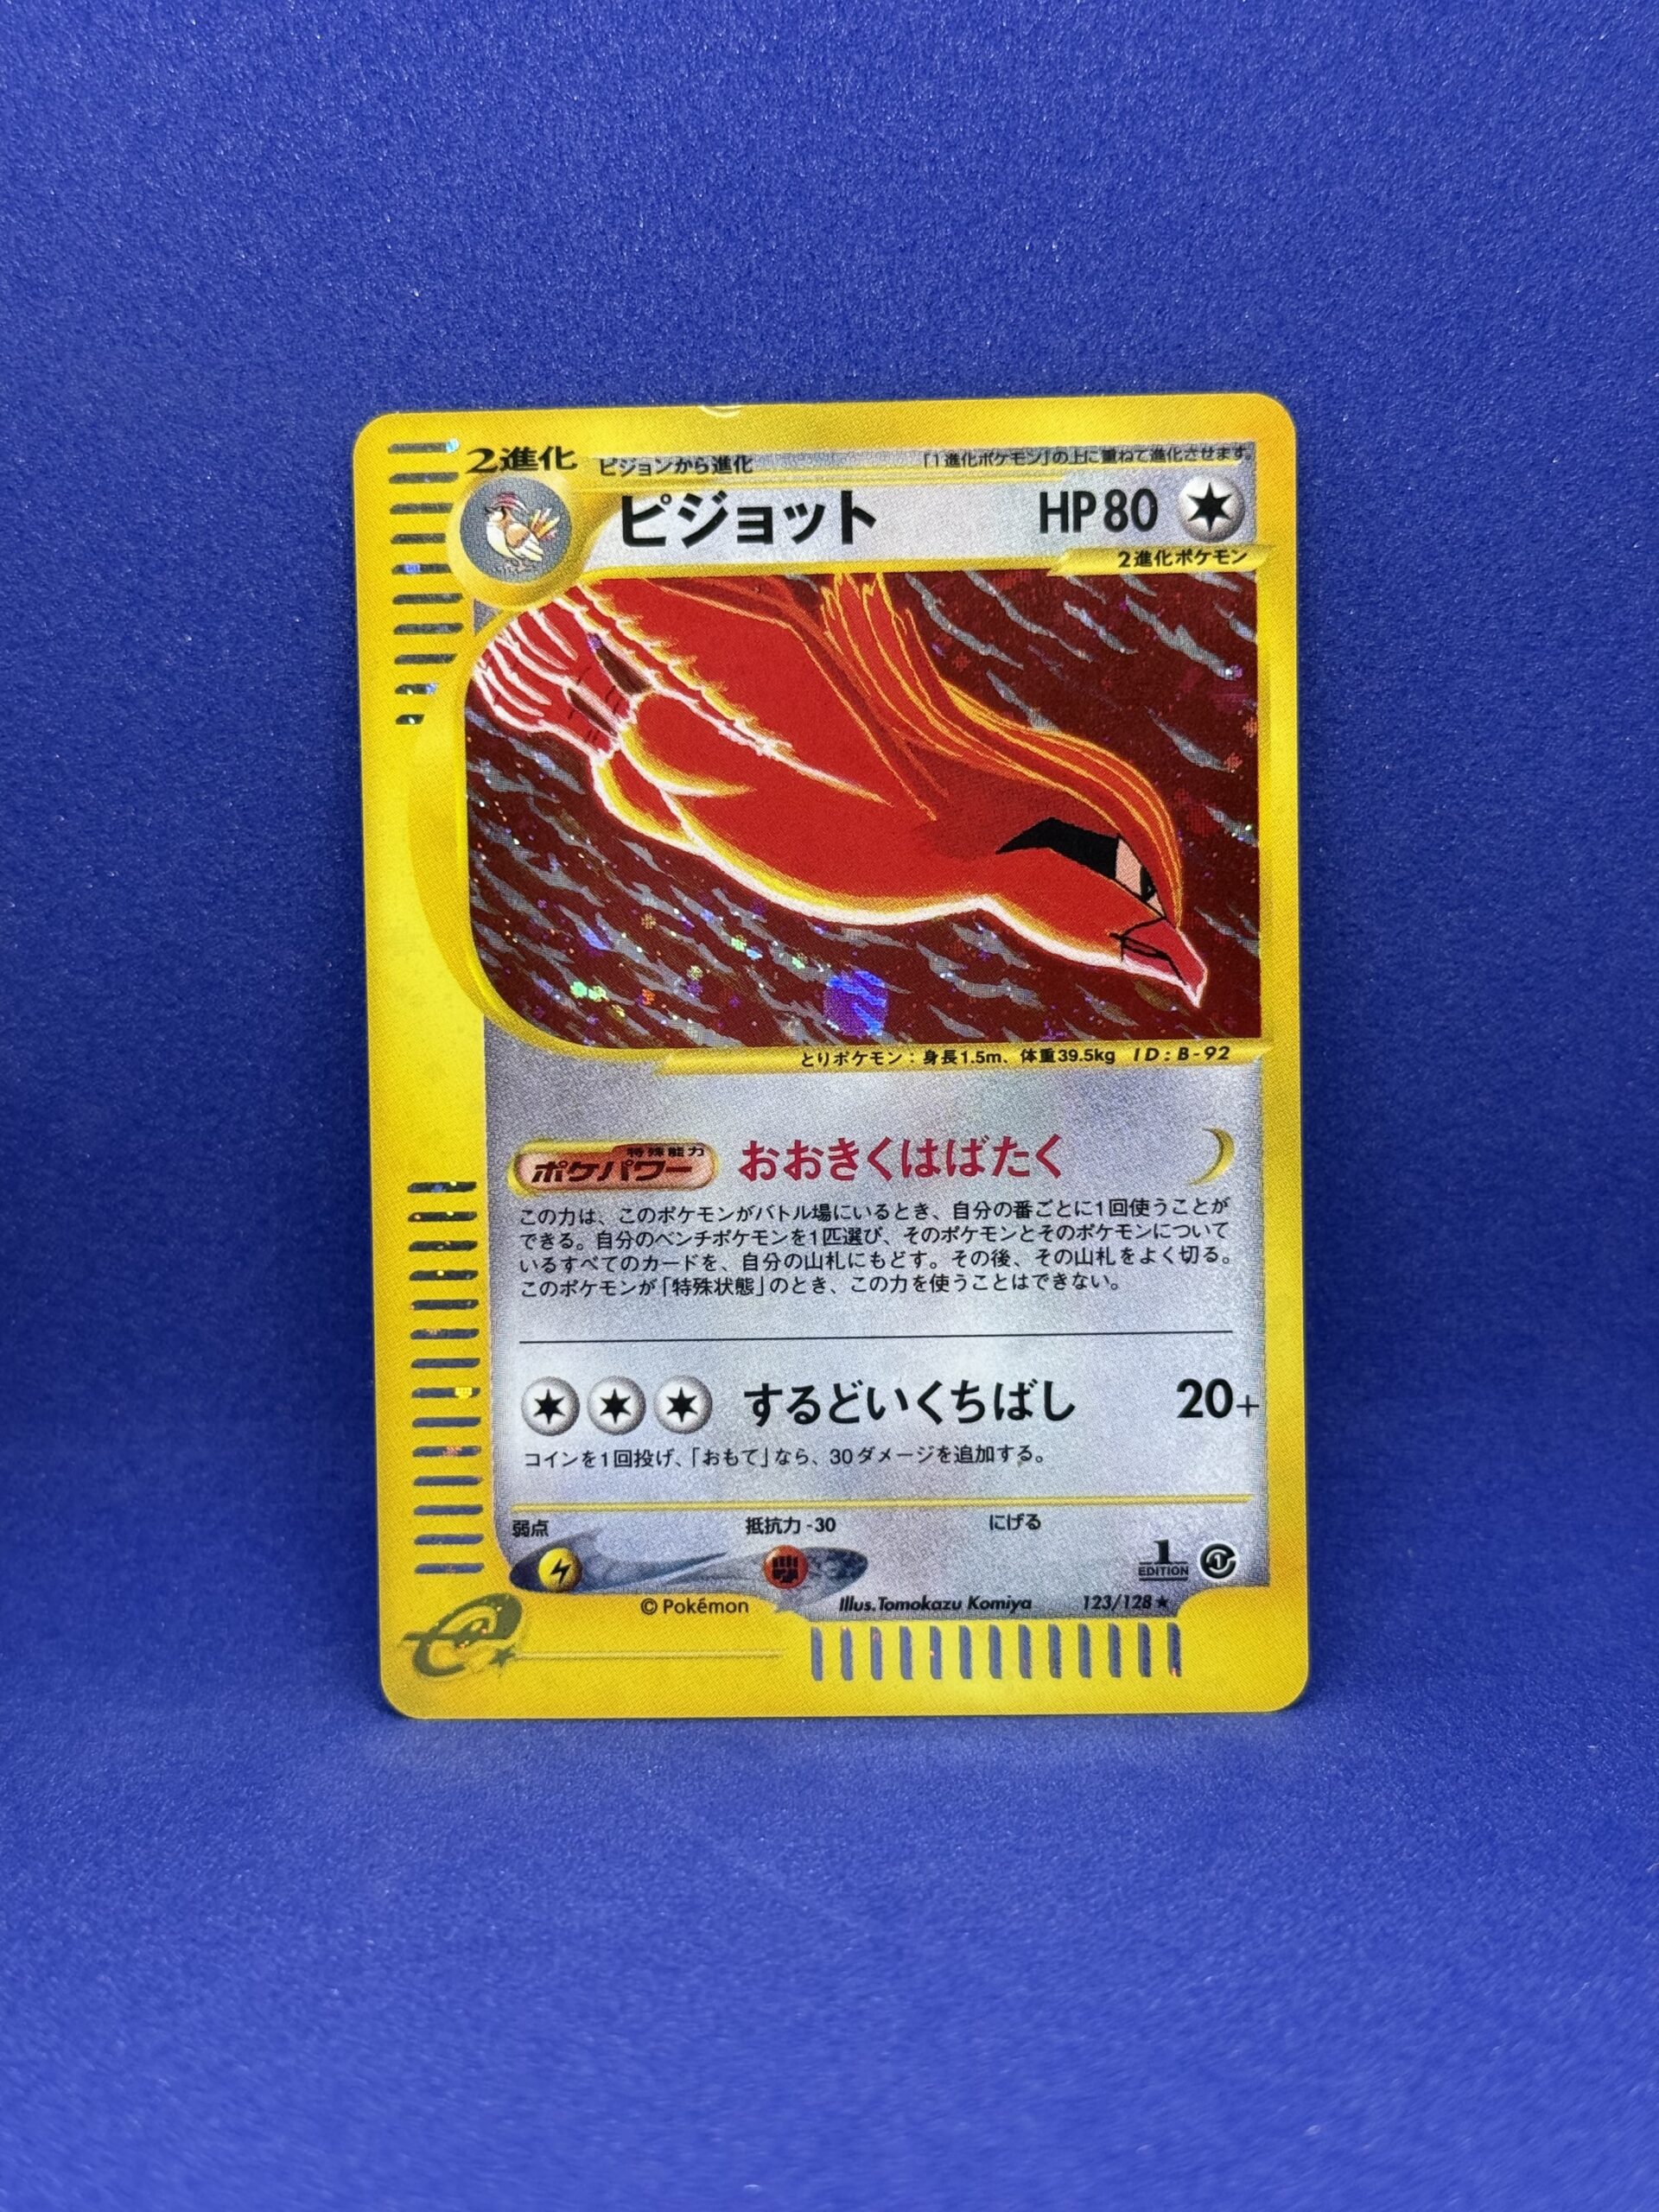 2進化 ピジョンから進化 「1進化ポケモン」の上に重ねて進化させます。
ピジョット HP80
2進化ポケモン
とりポケモン：身長1.5m、体重39.5kg ID:B-92
特殊能力
ポケパワー おおきくはばたく
この力は、このポケモンがバトル場にいるとき、自分の番ごとに1回使うことが
できる。自分のベンチポケモンを1匹選び、そのポケモンとそのポケモンについて
いるすべてのカードを、自分の山札にもどす。その後、その山札をよく切る。
このポケモンが「特殊状態」のとき、この力を使うことはできない。
するどいくちばし 20+
コインを1回投げ、「おもて」なら、30ダメージを追加する。
弱点 抵抗力-30 にげる
1
EDITION
© Pokémon Illus.Tomokazu Komiya 123/128★
e